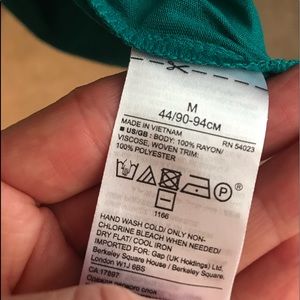 M
44/90-94CM
MADE IN VIETNAM RN 54023
■ US/GB : BODY: 100% RAYON/
VISCOSE, WOVEN TRIM:
100% POLYESTER
P
1166
HAND WASH COLD/ ONLY NON-
CHLORINE BLEACH WHEN NEEDED/
DRY FLAT/ COOL IRON
IMPORTED FOR: Gap (UK Holdings) Ltd.
Berkeley Square House / Berkeley Square,
London W1J 6BS
CA 17897